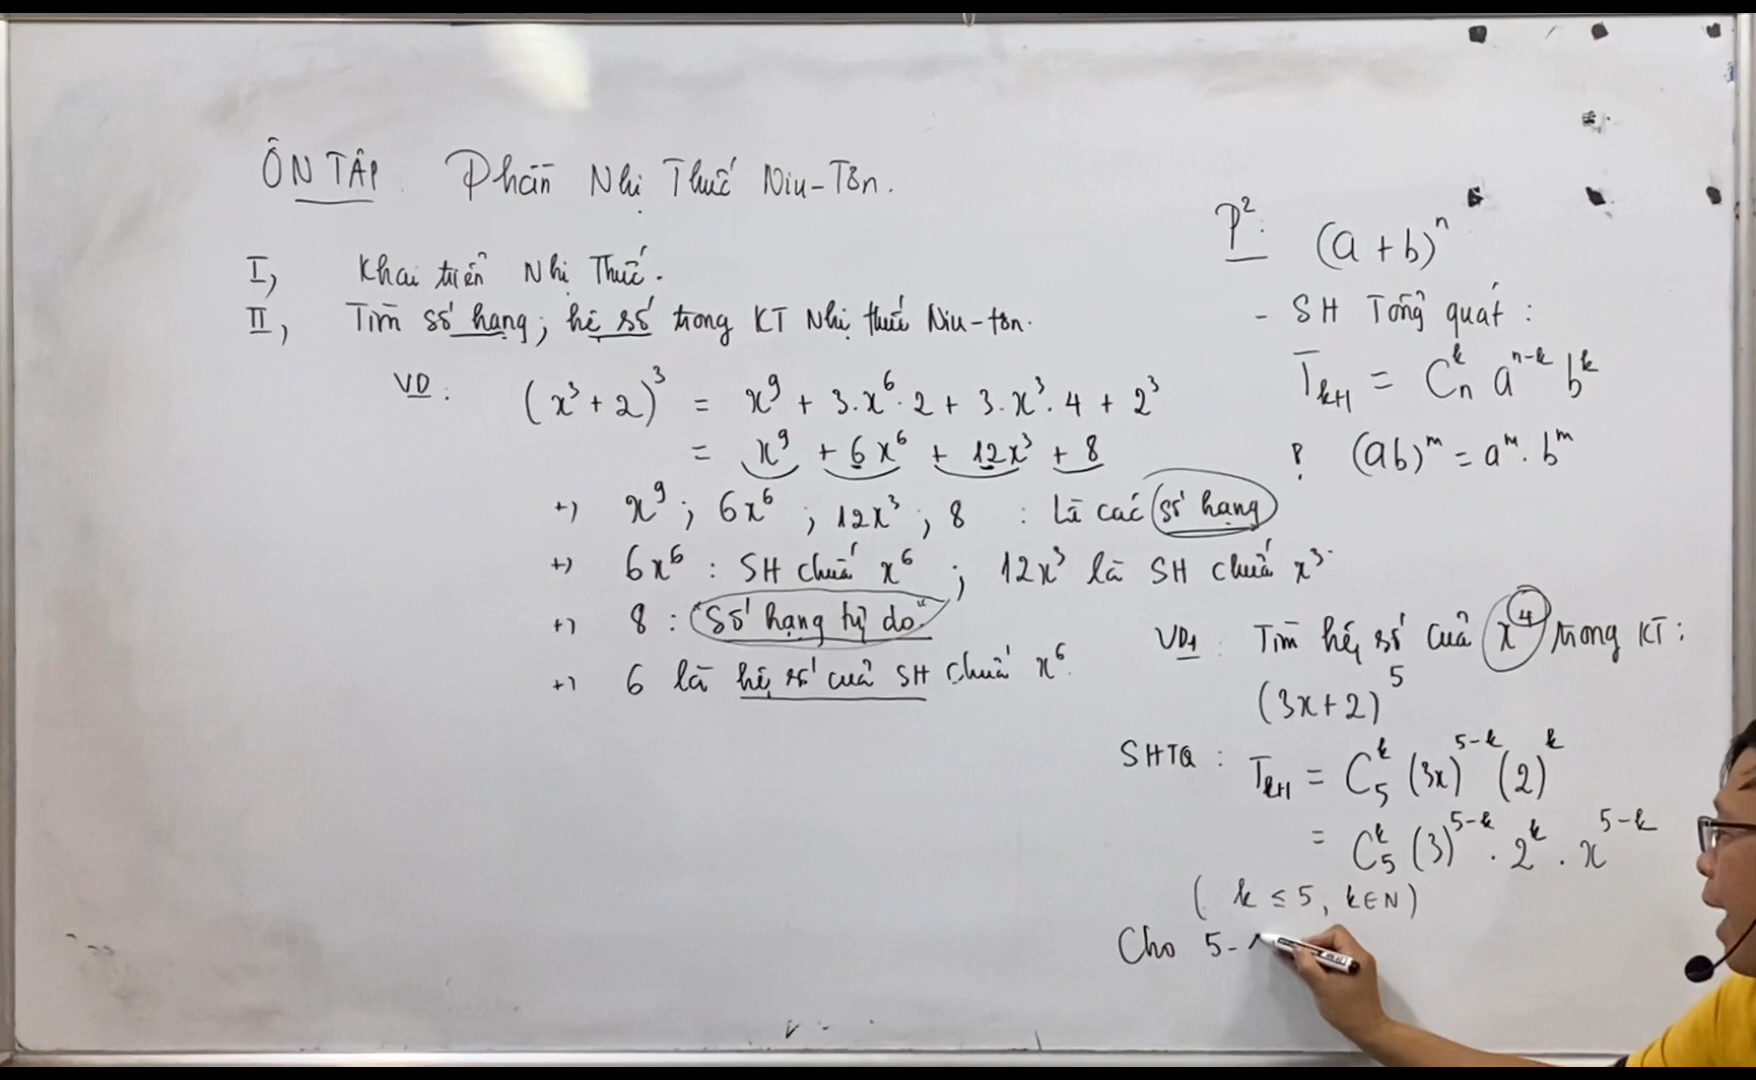 ÔN TẬP Phần Nhị Thức Niu-Tơn.
I, Khai triển Nhị Thức.
II, Tìm số hạng; hệ số trong KT Nhị thức Niu-tơn.
VD: (x³ + 2)³ = x⁹ + 3.x⁶.2 + 3.x³.4 + 2³
= x⁹ + 6x⁶ + 12x³ + 8
+) x⁹; 6x⁶; 12x³; 8 : Là các số hạng
+) 6x⁶ : SH chứa x⁶; 12x³ là SH chứa x³.
+) 8 : "Số hạng tự do"
+) 6 là hệ số của SH chứa x⁶.
P²: (a + b)ⁿ
- SH Tổng quát :
Tₖ₊₁ = Cₙᵏ aⁿ⁻ᵏ bᵏ
(ab)ᵐ = aᵐ.bᵐ
VD₁: Tìm hệ số của x⁴ trong KT:
(3x+2)⁵
SHTQ : Tₖ₊₁ = C₅ᵏ (3x)⁵⁻ᵏ (2)ᵏ
= C₅ᵏ (3)⁵⁻ᵏ . 2ᵏ . x⁵⁻ᵏ
( k ≤ 5, k∈N)
Cho 5-